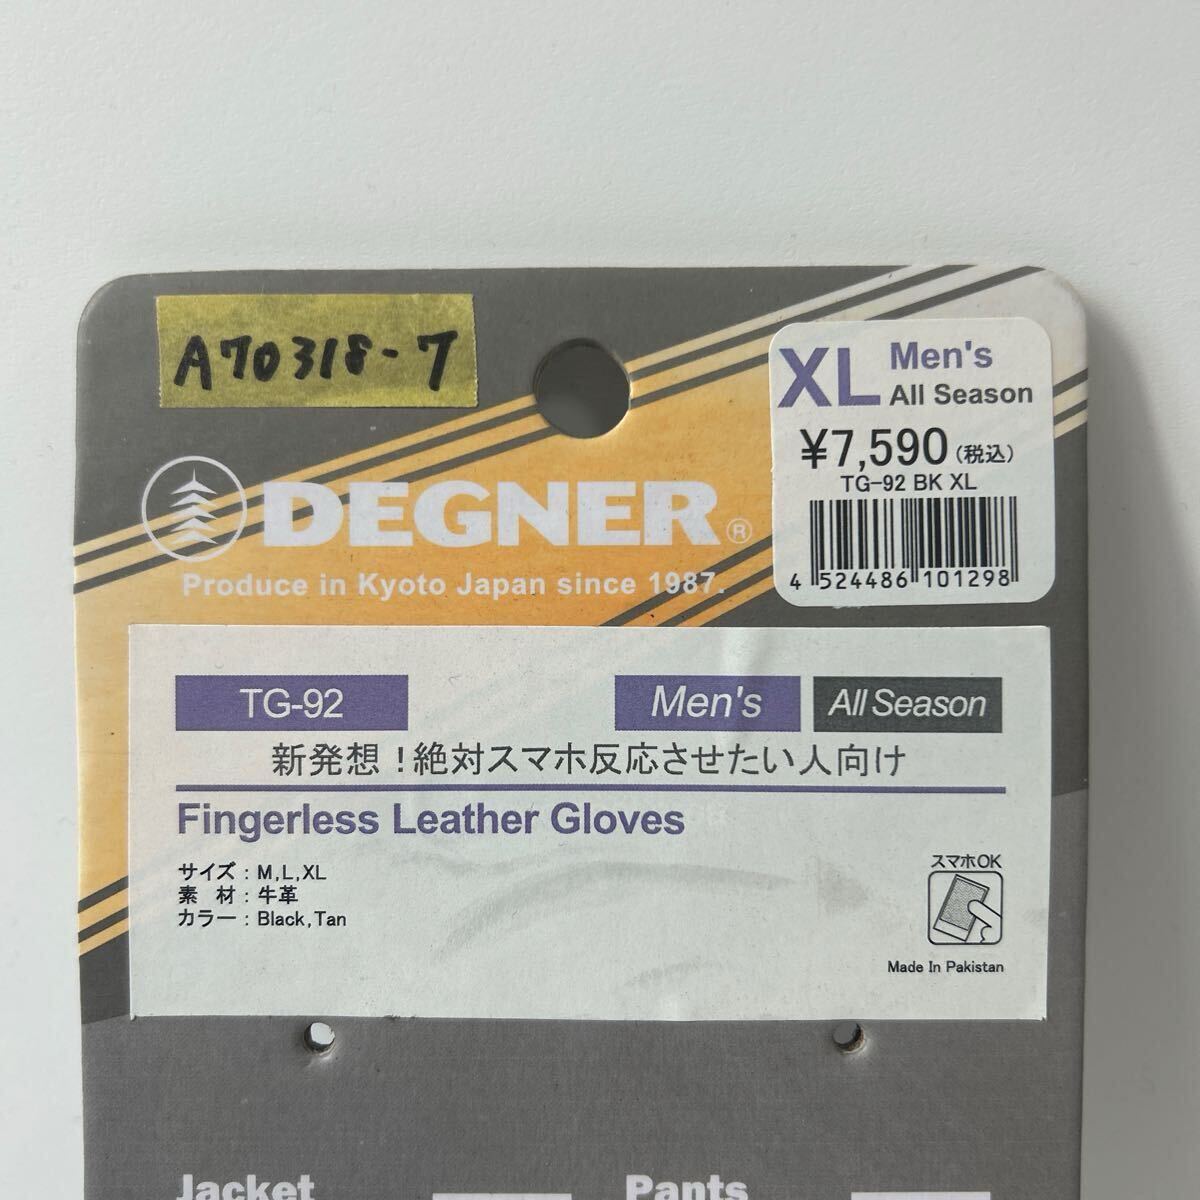 A70318-7
XL Men's
All Season
¥7,590(税込)
TG-92 BK XL
4 524486 101298
DEGNER®
Produce in Kyoto Japan since 1987.
TG-92 Men's All Season
新発想!絶対スマホ反応させたい人向け
Fingerless Leather Gloves
サイズ : M,L,XL
素 材 : 牛革
カラー : Black,Tan
スマホOK
Made In Pakistan
Jacket Pants